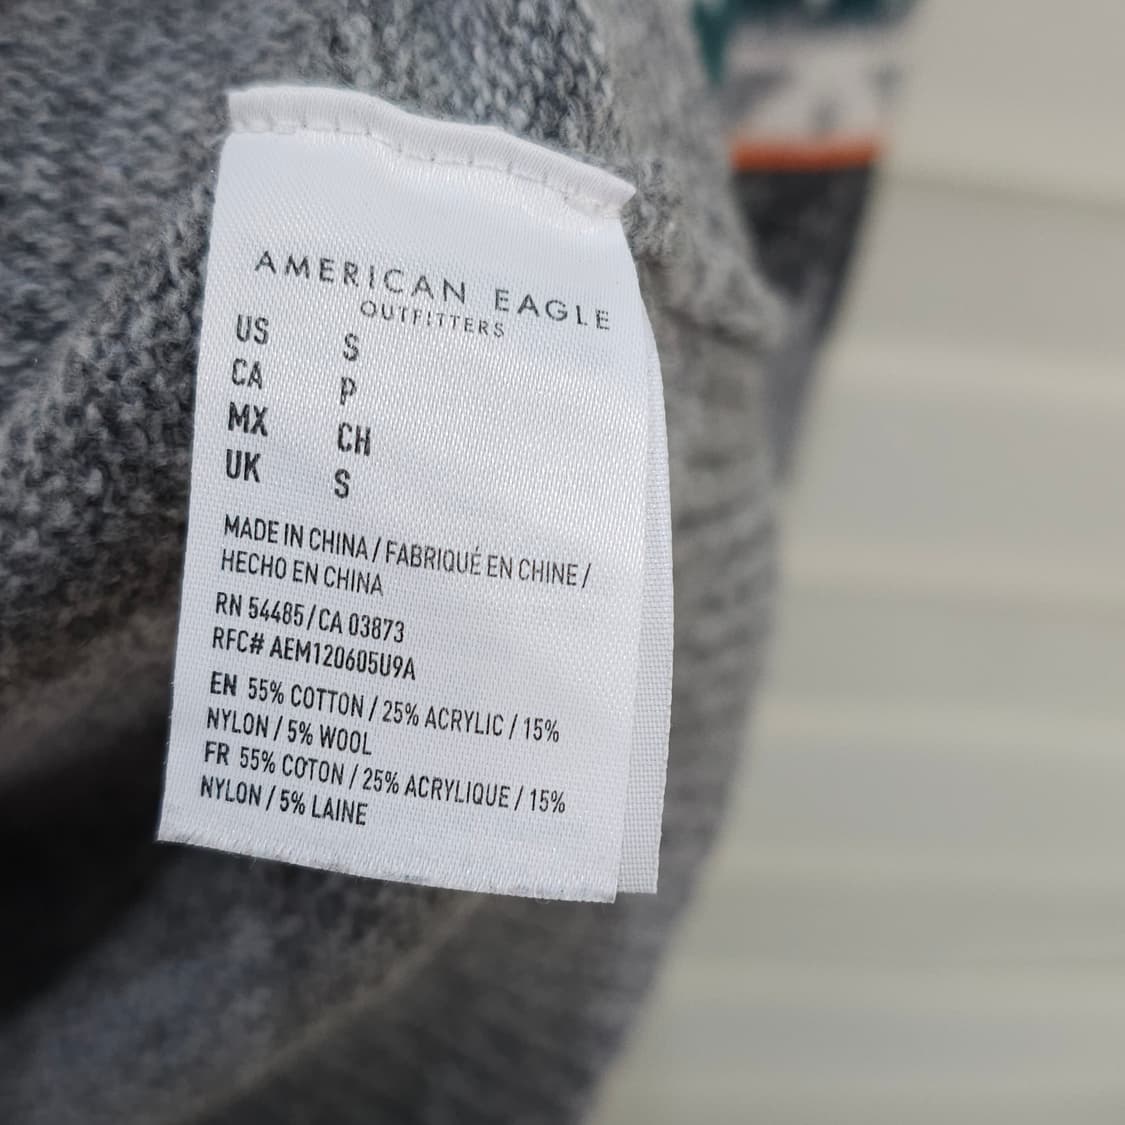 AMERICAN EAGLE
OUTFITTERS
US S
CA P
MX CH
UK S
MADE IN CHINA / FABRIQUÉ EN CHINE /
HECHO EN CHINA
RN 54485 / CA 03873
RFC# AEM120605U9A
EN 55% COTTON / 25% ACRYLIC / 15%
NYLON / 5% WOOL
FR 55% COTON / 25% ACRYLIQUE / 15%
NYLON / 5% LAINE